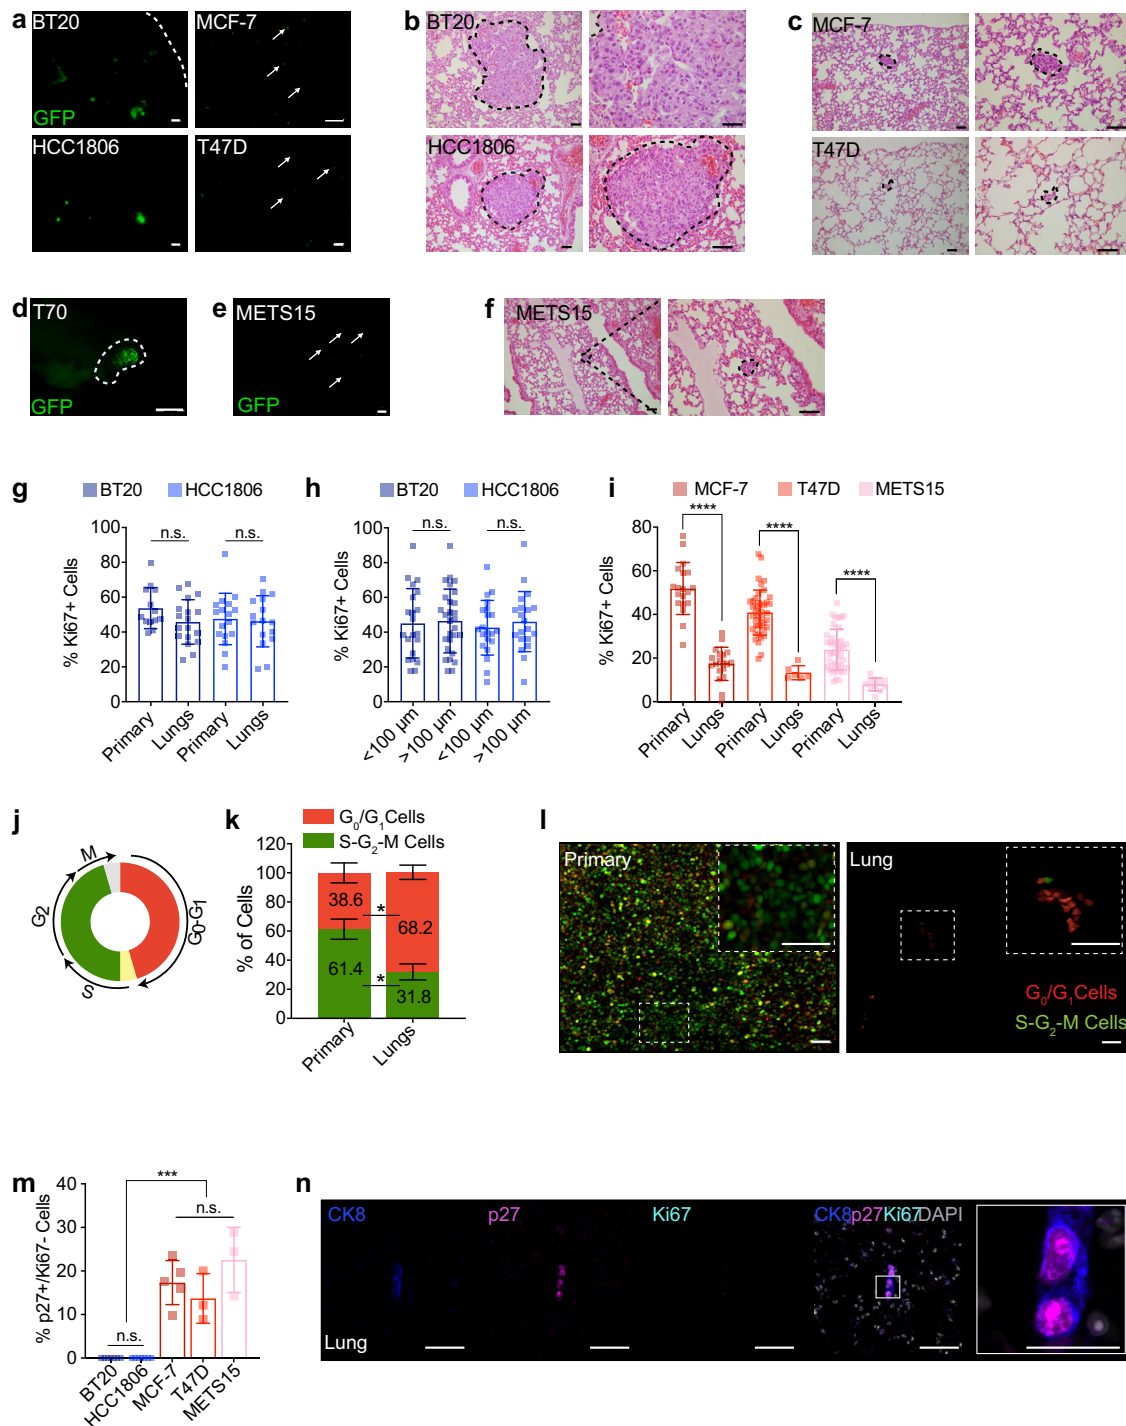 a
BT20
MCF-7
GFP
HCC1806
T47D
b
BT20
HCC1806
c
MCF-7
T47D
d
T70
GFP
e
METS15
GFP
f
METS15
g
BT20 HCC1806
% Ki67+ Cells
100
80
60
40
20
0
n.s. n.s.
Primary Lungs Primary Lungs
h
BT20 HCC1806
% Ki67+ Cells
100
80
60
40
20
0
n.s. n.s.
<100 µm >100 µm <100 µm >100 µm
i
MCF-7 T47D METS15
% Ki67+ Cells
80
60
40
20
0
**** **** ****
Primary Lungs Primary Lungs Primary Lungs
j
M
G2
S
G0-G1
k
G0/G1Cells
S-G2-M Cells
% of Cells
120
100
80
60
40
20
0
38.6
68.2
61.4
31.8
*
*
Primary Lungs
l
Primary
Lung
G0/G1Cells
S-G2-M Cells
m
% p27+/Ki67- Cells
40
30
20
10
0
***
n.s.
n.s.
BT20 HCC1806 MCF-7 T47D METS15
n
CK8 p27 Ki67 CK8p27Ki67DAPI
Lung